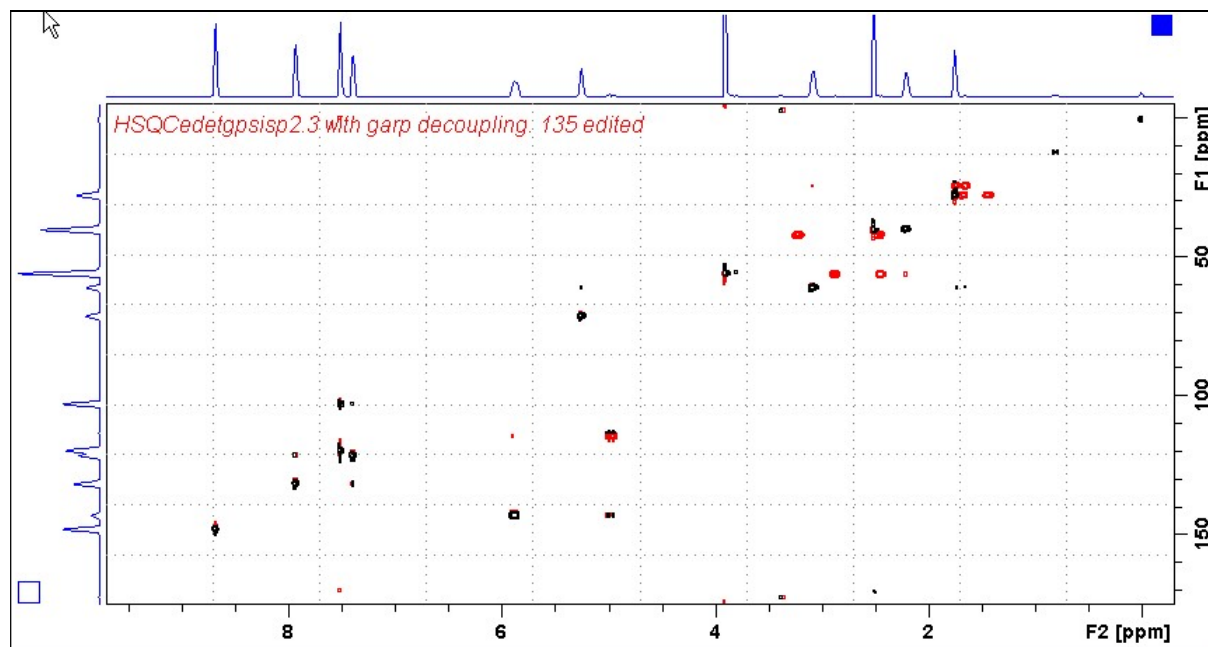 HSQCedetgpsisp2.3 with garp decoupling. 135 edited
F1 [ppm]
50
100
150
8
6
4
2
F2 [ppm]